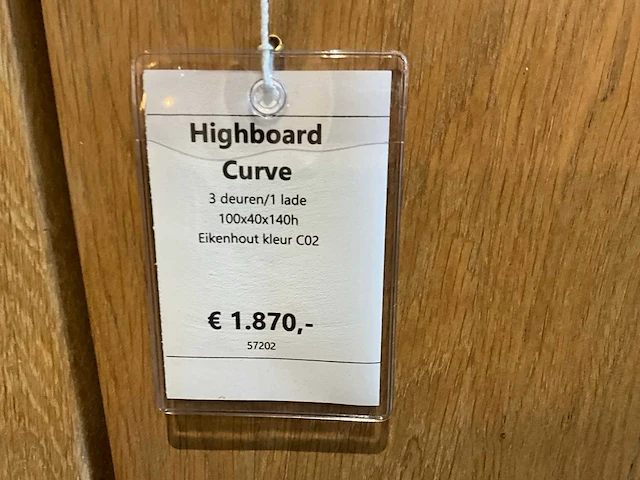 Highboard
Curve
3 deuren/1 lade
100x40x140h
Eikenhout kleur C02
€ 1.870,-
57202